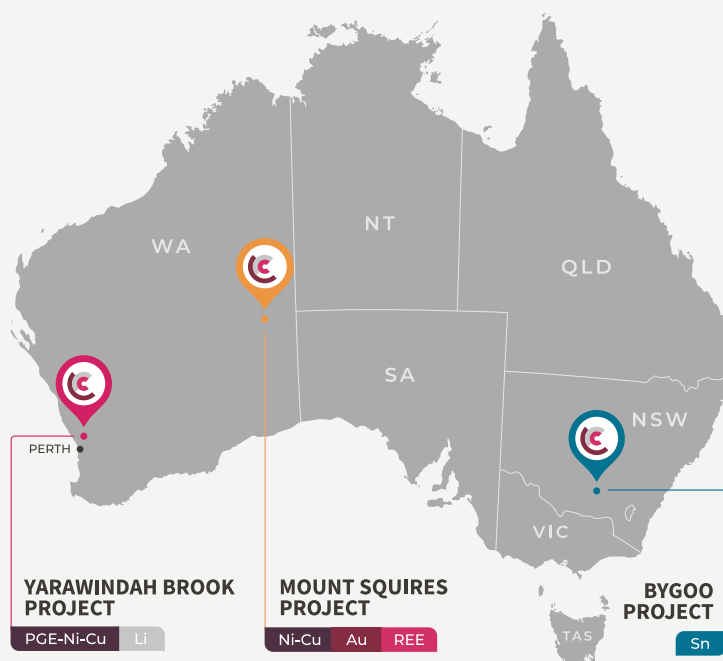 WA
NT
QLD
SA
NSW
PERTH
VIC
TAS
YARAWINDAH BROOK
PROJECT
PGE-Ni-Cu Li
MOUNT SQUIRES
PROJECT
Ni-Cu Au REE
BYGOO
PROJECT
Sn